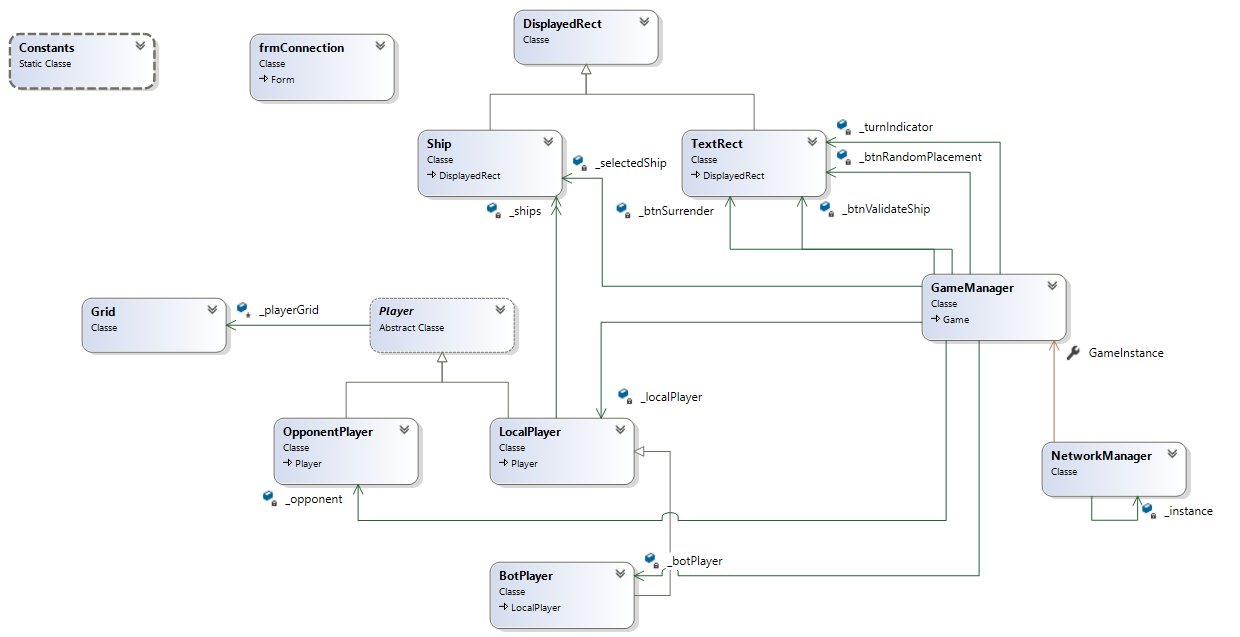 DisplayedRect
Classe
Constants
Static Classe
frmConnection
Classe
Form
Ship
Classe
DisplayedRect
_selectedShip
_ships
TextRect
Classe
DisplayedRect
_turnIndicator
_btnRandomPlacement
_btnSurrender
_btnValidateShip
GameManager
Classe
Game
Grid
Classe
_playerGrid
Player
Abstract Classe
GameInstance
_localPlayer
OpponentPlayer
Classe
Player
LocalPlayer
Classe
Player
NetworkManager
Classe
_opponent
_instance
_botPlayer
BotPlayer
Classe
LocalPlayer